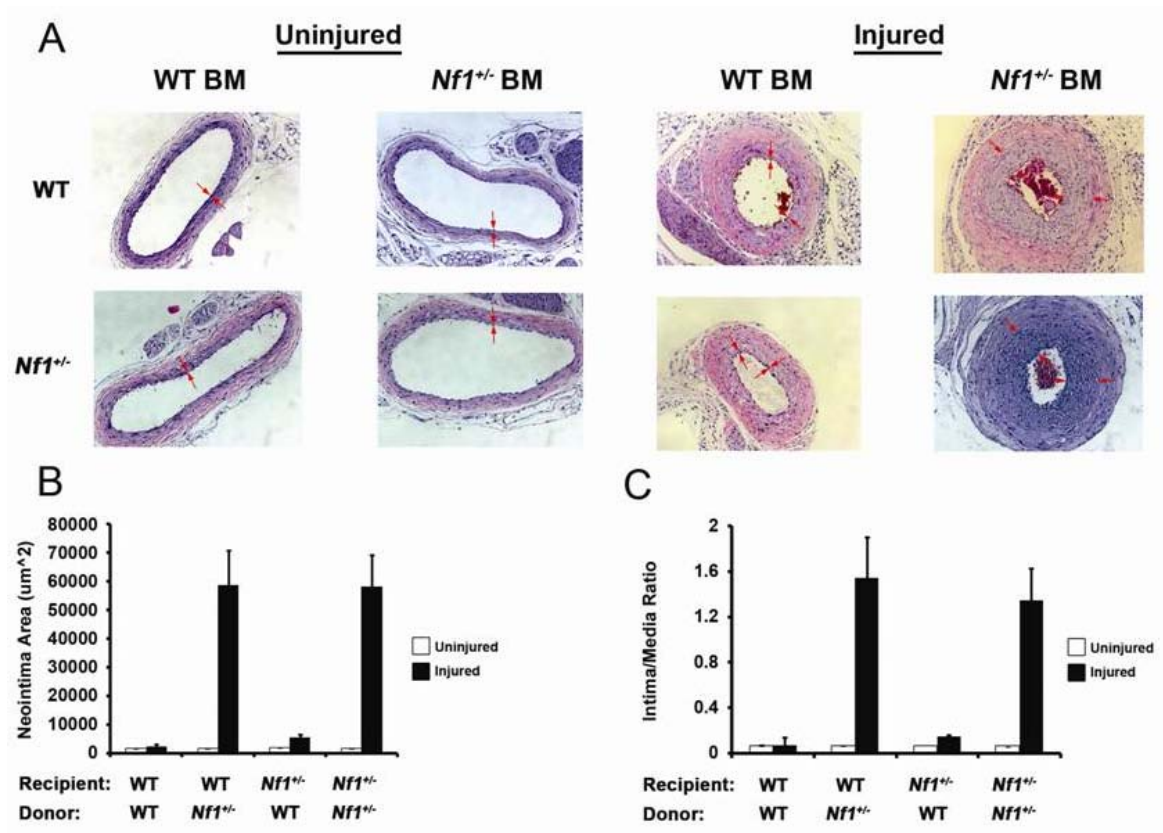 A
Uninjured
Injured
WT BM
Nf1+/- BM
WT BM
Nf1+/- BM
WT
Nf1+/-
B
Neointima Area (um^2)
80000
70000
60000
50000
40000
30000
20000
10000
0
Uninjured
Injured
Recipient: WT WT Nf1+/- Nf1+/-
Donor: WT Nf1+/- WT Nf1+/-
C
Intima/Media Ratio
2
1.6
1.2
0.8
0.4
0
Uninjured
Injured
Recipient: WT WT Nf1+/- Nf1+/-
Donor: WT Nf1+/- WT Nf1+/-